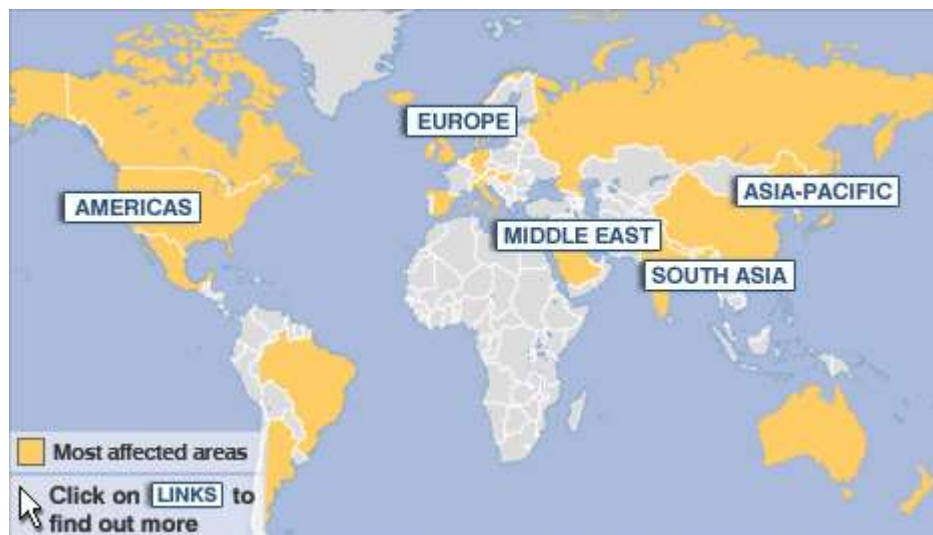 EUROPE
ASIA-PACIFIC
AMERICAS
MIDDLE EAST
SOUTH ASIA
Most affected areas
Click on LINKS to
find out more